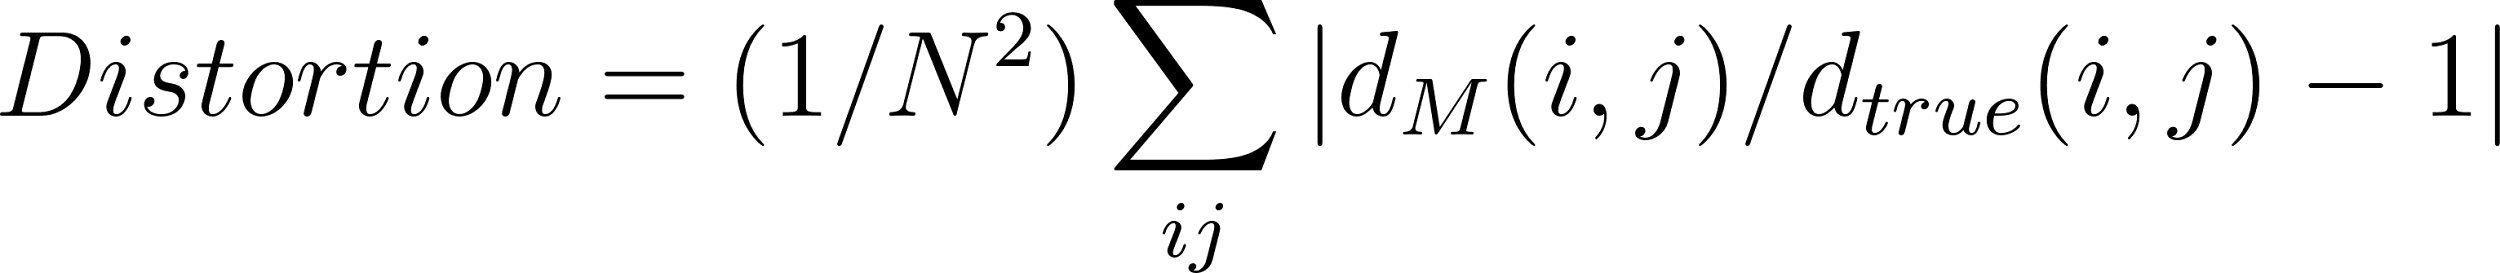 Distortion = (1/N^2) \sum_{ij} |d_M(i, j)/d_{true}(i, j) − 1|